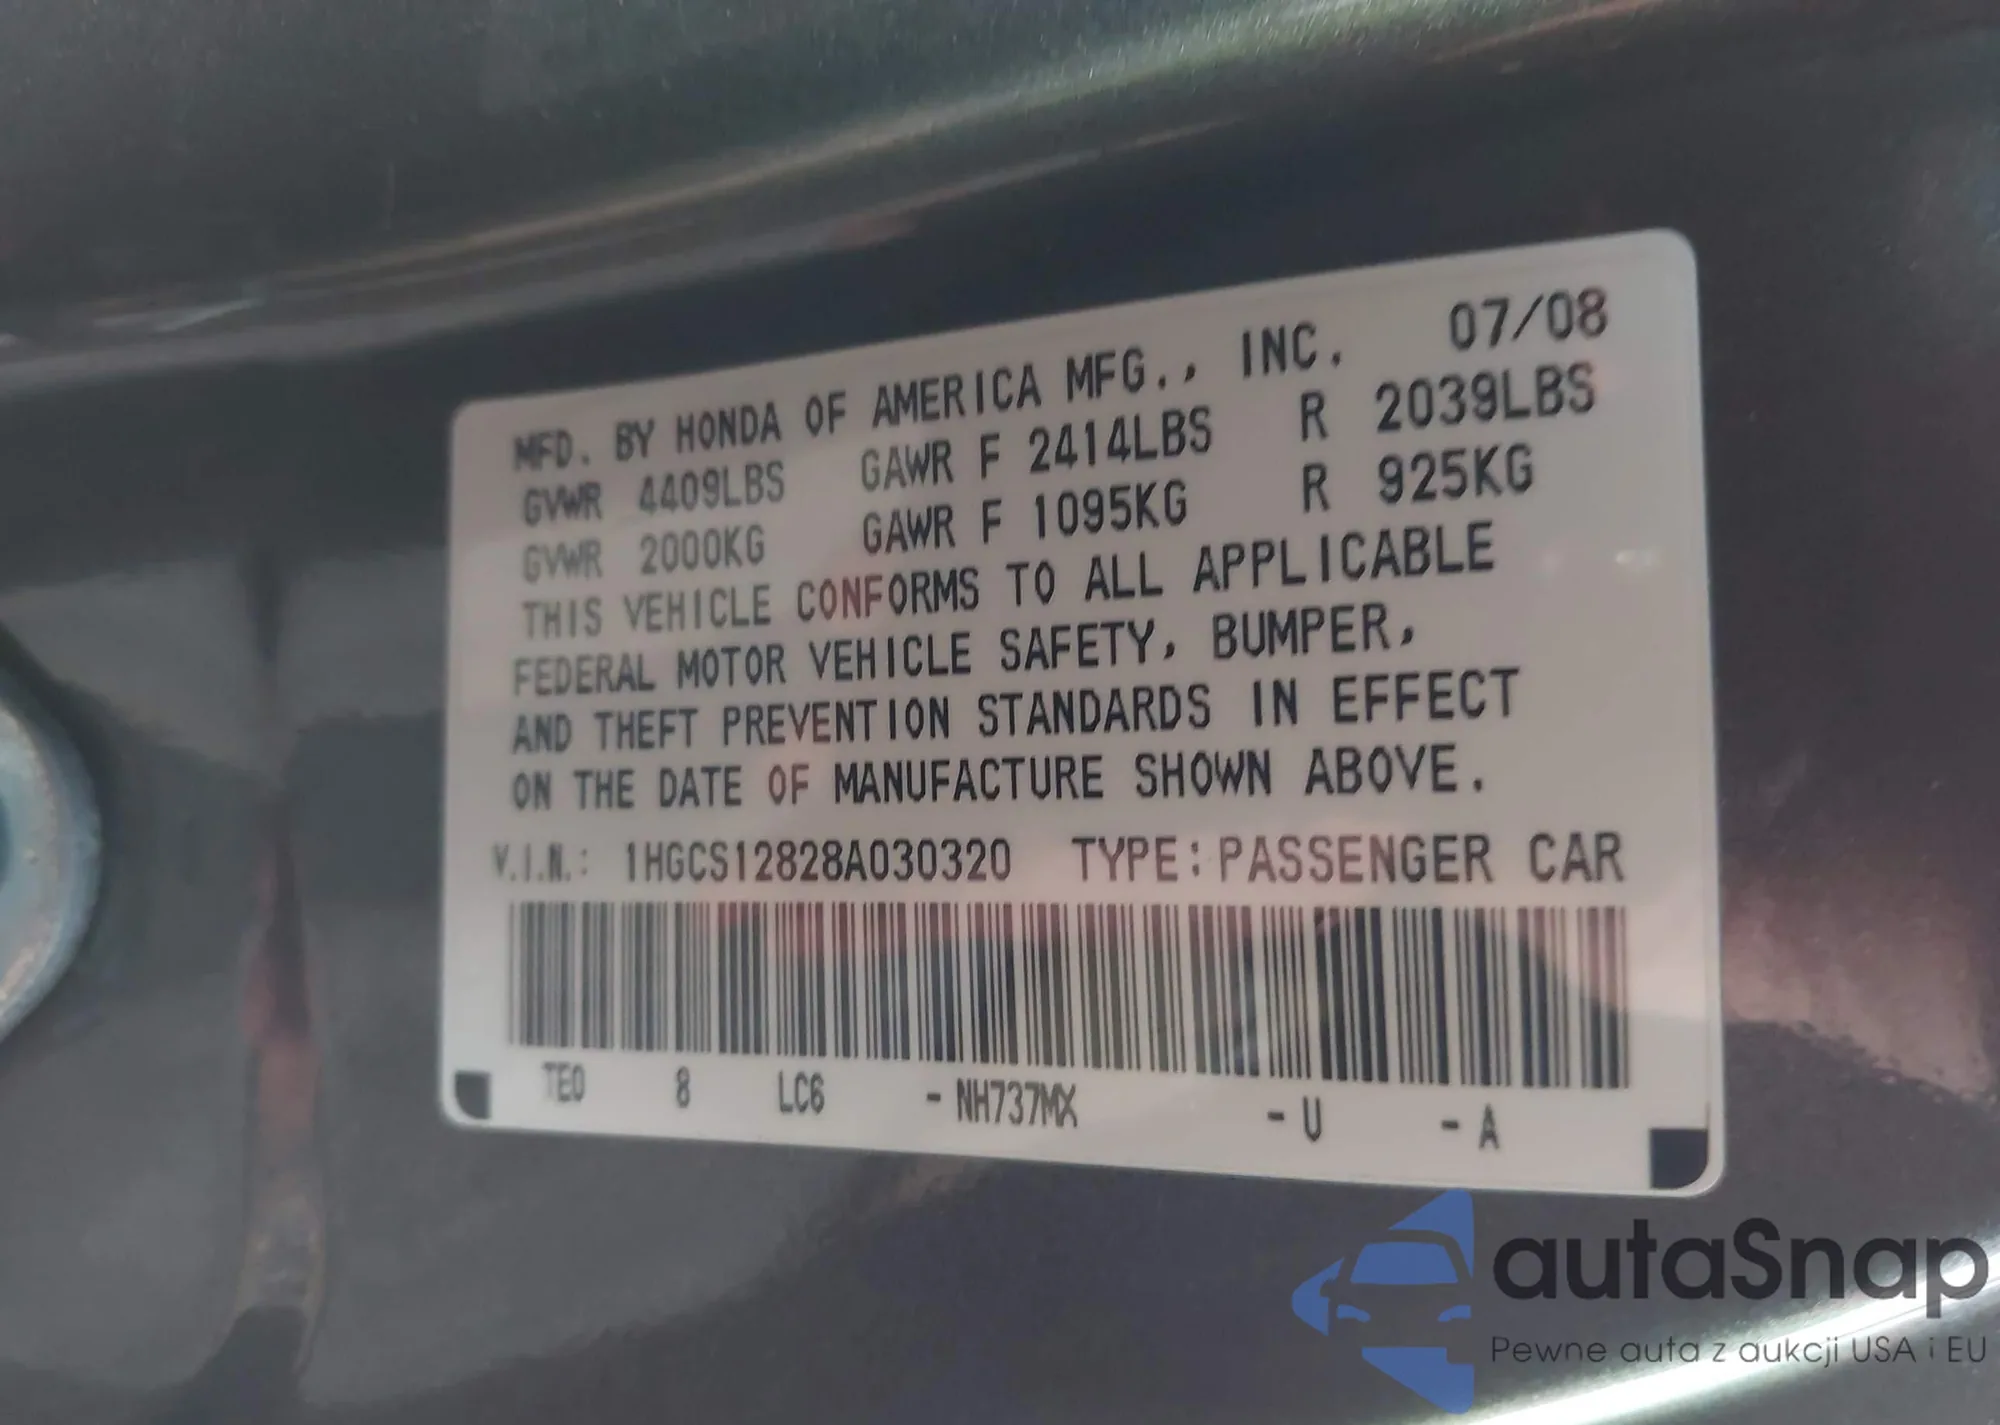 MFD. BY HONDA OF AMERICA MFG., INC. 07/08
GVWR 4409LBS GAWR F 2414LBS R 2039LBS
GVWR 2000KG GAWR F 1095KG R 925KG
THIS VEHICLE CONFORMS TO ALL APPLICABLE
FEDERAL MOTOR VEHICLE SAFETY, BUMPER,
AND THEFT PREVENTION STANDARDS IN EFFECT
ON THE DATE OF MANUFACTURE SHOWN ABOVE.
V.I.N.: 1HGCS12828A030320 TYPE:PASSENGER CAR
TE0 8 LC6 -NH737MX -U -A
autaSnap
Pewne auta z aukcji USA i EU